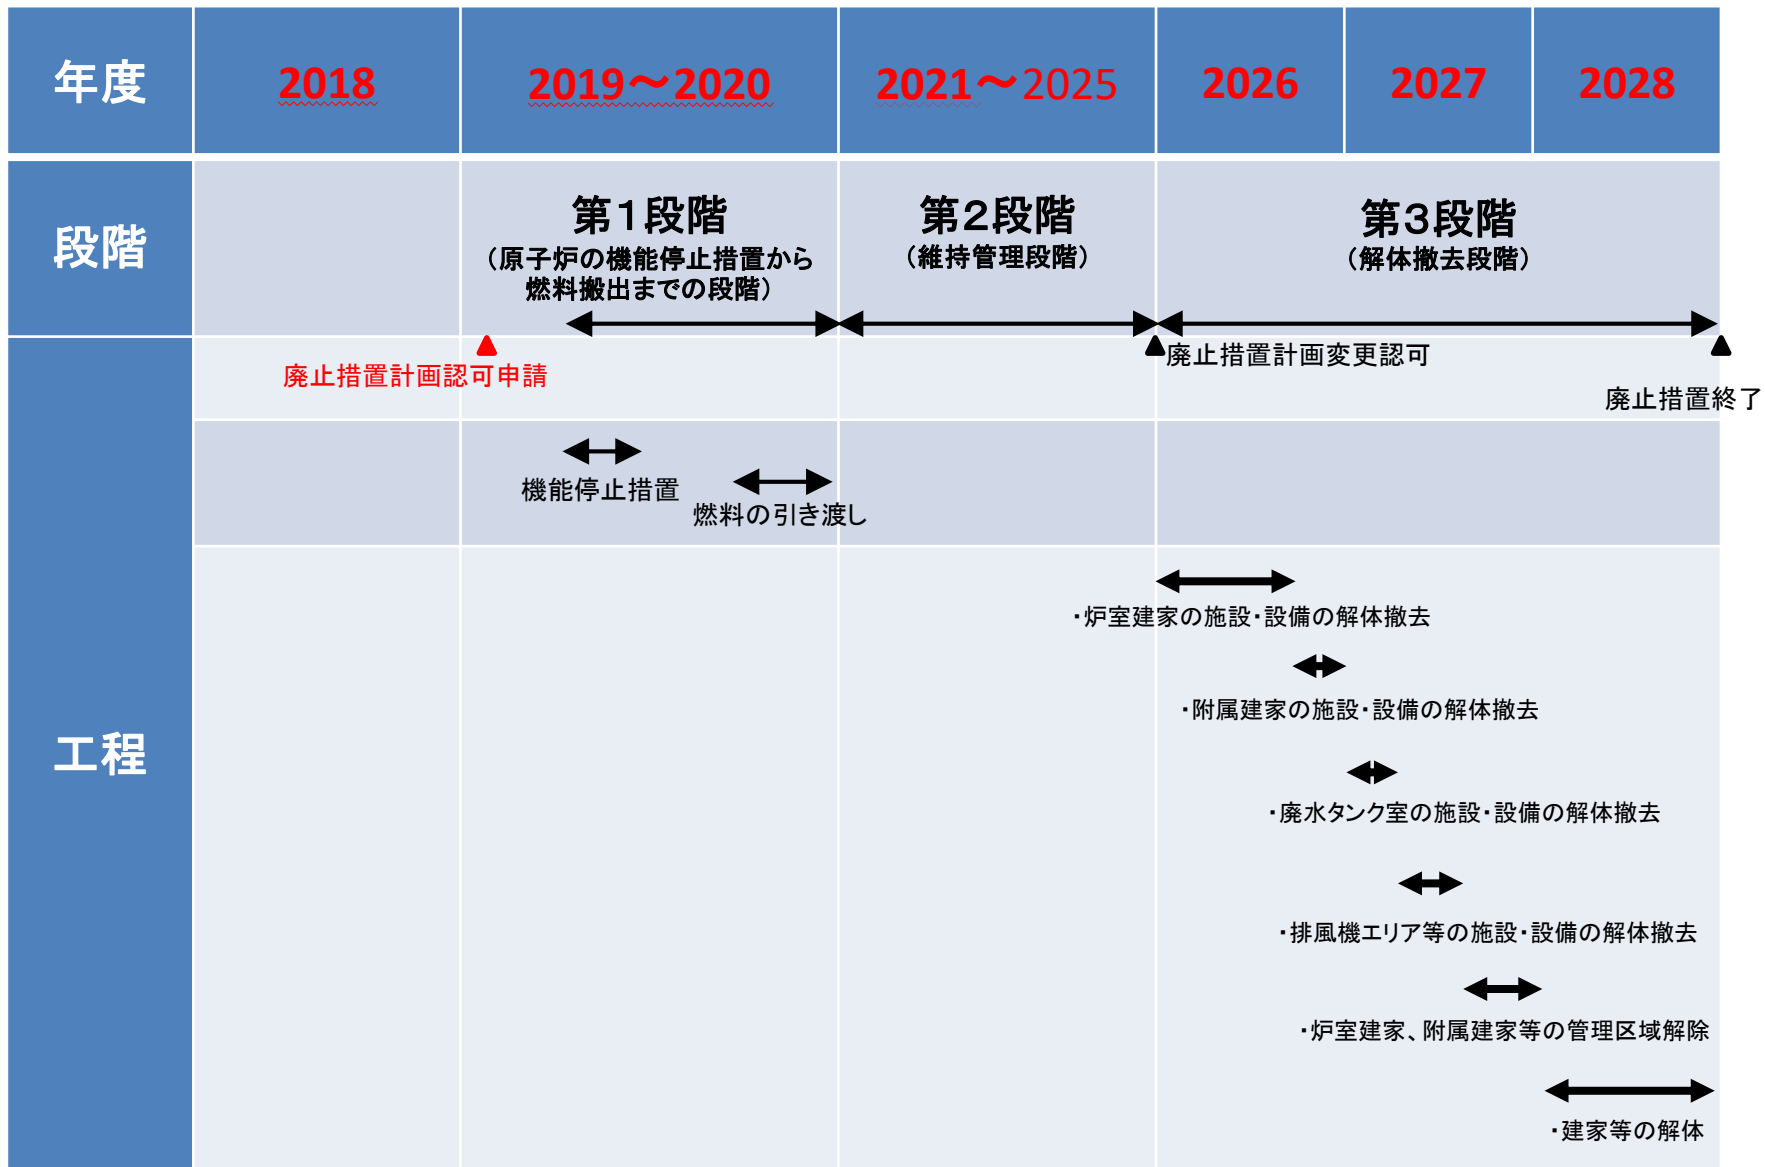 年度
2018
2019～2020
2021～2025
2026
2027
2028
段階
第１段階
（原子炉の機能停止措置から
燃料搬出までの段階）
第２段階
（維持管理段階）
第３段階
（解体撤去段階）
工程
廃止措置計画認可申請
廃止措置計画変更認可
廃止措置終了
機能停止措置
燃料の引き渡し
・炉室建家の施設・設備の解体撤去
・附属建家の施設・設備の解体撤去
・廃水タンク室の施設・設備の解体撤去
・排風機エリア等の施設・設備の解体撤去
・炉室建家、附属建家等の管理区域解除
・建家等の解体